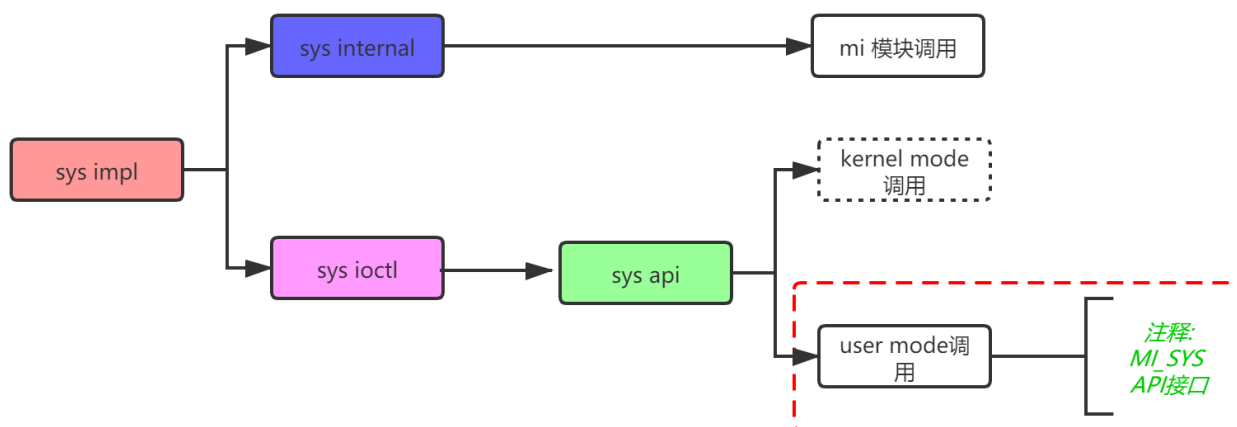 sys internal
mi 模块调用
sys impl
kernel mode
调用
sys ioctl
sys api
user mode调
用
注释:
MI_SYS
API接口